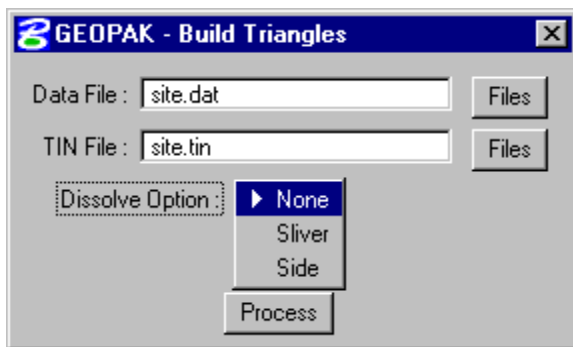 GEOPAK - Build Triangles
Data File : site.dat Files
TIN File : site.tin Files
Dissolve Option : None
Sliver
Side
Process